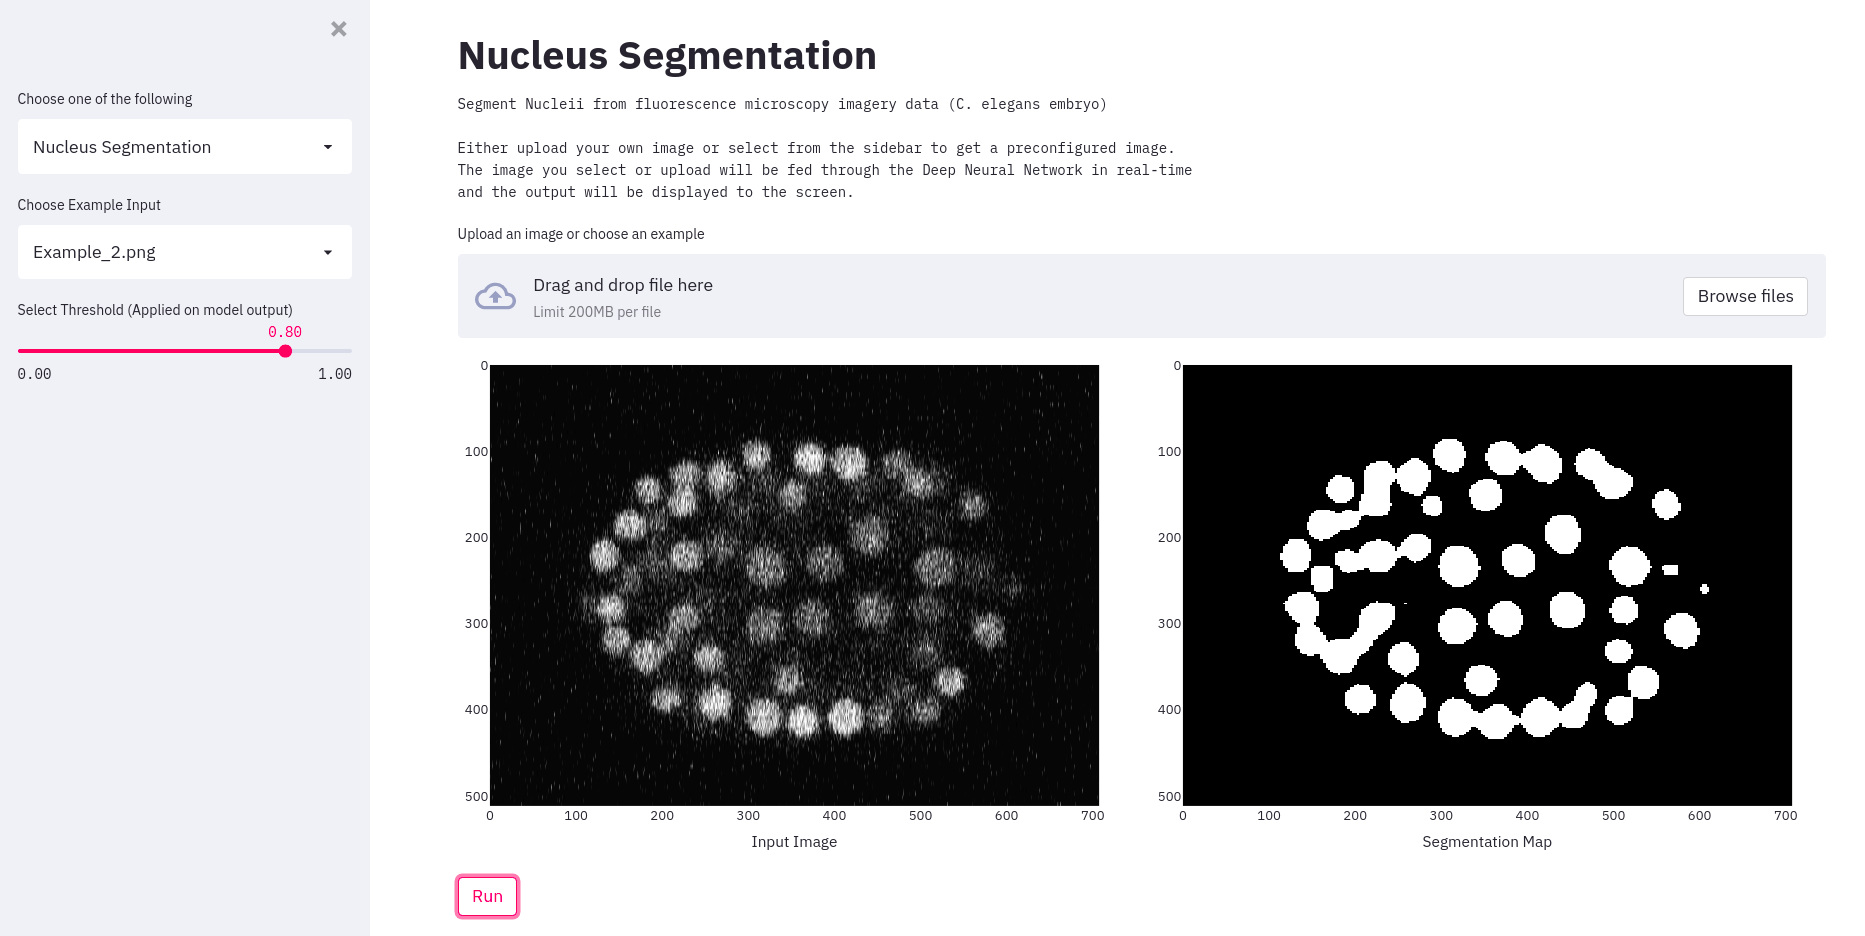 Choose one of the following
Nucleus Segmentation
Choose Example Input
Example_2.png
Select Threshold (Applied on model output)
0.80
0.00 1.00
Nucleus Segmentation
Segment Nucleii from fluorescence microscopy imagery data (C. elegans embryo)
Either upload your own image or select from the sidebar to get a preconfigured image.
The image you select or upload will be fed through the Deep Neural Network in real-time
and the output will be displayed to the screen.
Upload an image or choose an example
Drag and drop file here
Limit 200MB per file
Browse files
0
100
200
300
400
500
0 100 200 300 400 500 600 700
Input Image
0
100
200
300
400
500
0 100 200 300 400 500 600 700
Segmentation Map
Run